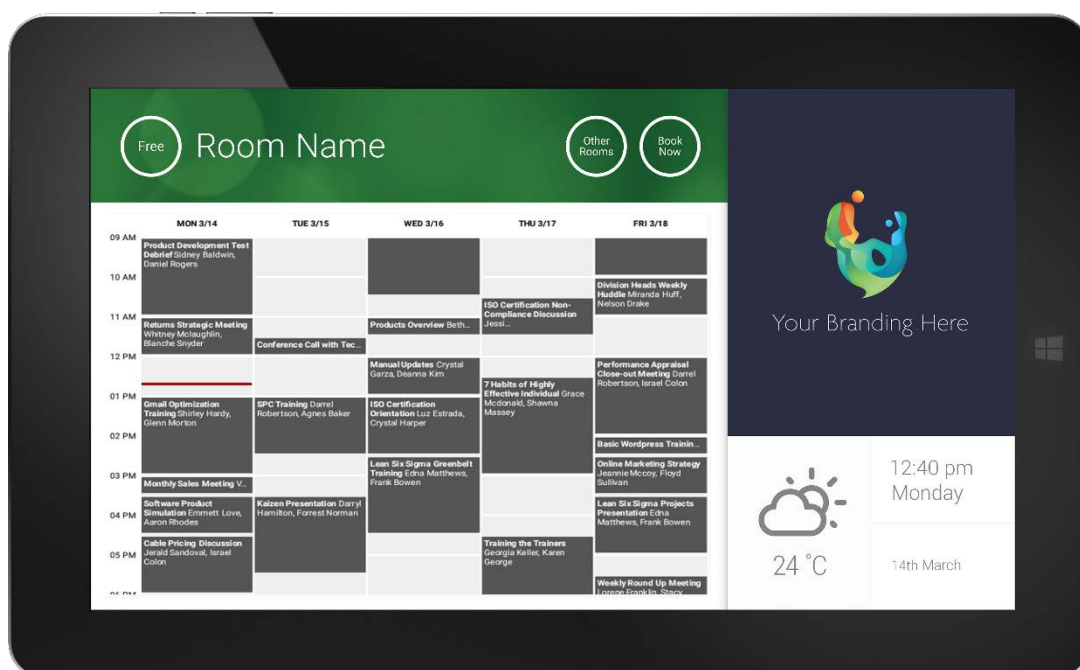 Free
Room Name
Other
Rooms
Book
Now
MON 3/14
TUE 3/15
WED 3/16
THU 3/17
FRI 3/18
09 AM
10 AM
11 AM
12 PM
01 PM
02 PM
03 PM
04 PM
05 PM
Product Development Test
Debrief Sidney Baldwin,
Daniel Rogers
Returns Strategic Meeting
Whitney Mclaughlin,
Blanche Snyder
Gmail Optimization
Training Shirley Hardy,
Glenn Morton
Monthly Sales Meeting V...
Software Product
Simulation Emmett Love,
Aaron Rhodes
Cable Pricing Discussion
Jerald Sandoval, Israel
Colon
Conference Call with Tec...
SPC Training Darrel
Robertson, Agnes Baker
Kaizen Presentation Darryl
Hamilton, Forrest Norman
Products Overview Beth...
Manual Updates Crystal
Garza, Deanna Kim
ISO Certification
Orientation Luz Estrada,
Crystal Harper
Lean Six Sigma Greenbelt
Training Edna Matthews,
Frank Bowen
ISO Certification Non-
Compliance Discussion
Jessi...
7 Habits of Highly
Effective Individual Grace
Mcdonald, Shawna
Massey
Training the Trainers
Georgia Keller, Karen
George
Division Heads Weekly
Huddle Miranda Huff,
Nelson Drake
Performance Appraisal
Close-out Meeting Darrel
Robertson, Israel Colon
Basic Wordpress Trainin...
Online Marketing Strategy
Jeannie Mccoy, Floyd
Sullivan
Lean Six Sigma Projects
Presentation Edna
Matthews, Frank Bowen
Weekly Round Up Meeting
Lorene Franklin, Stacy
Your Branding Here
24 °C
12:40 pm
Monday
14th March